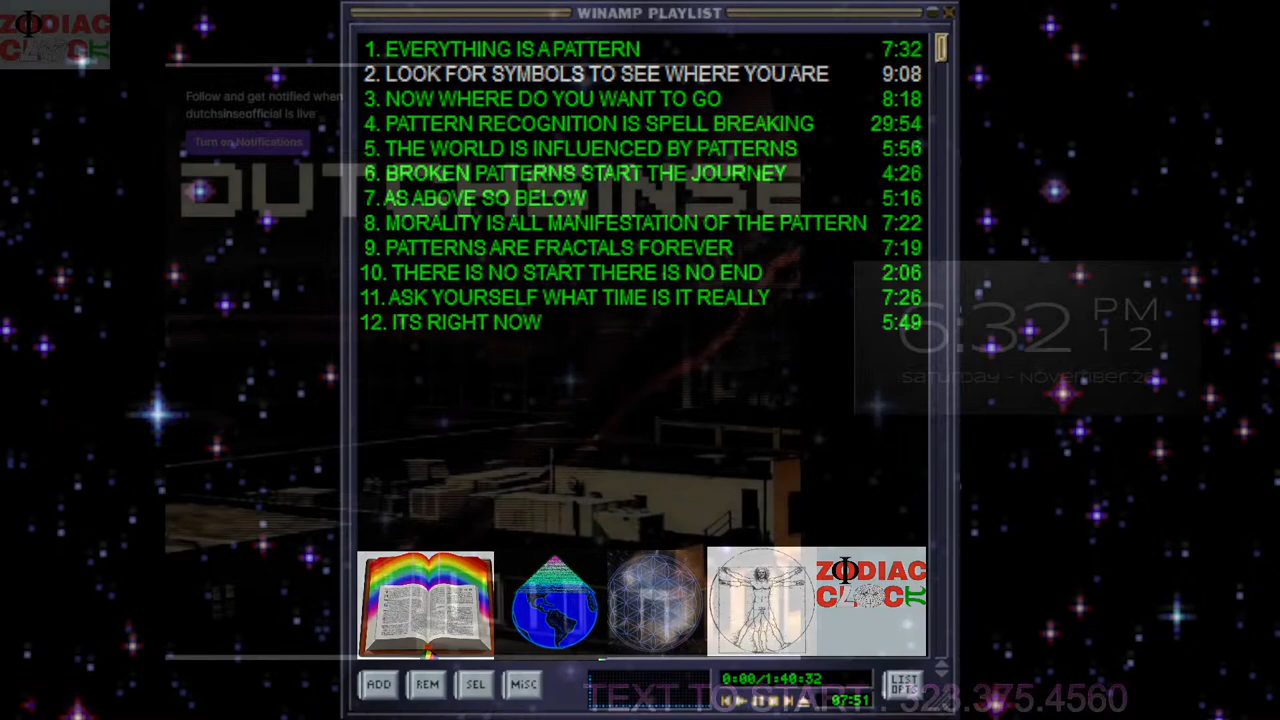 ZODIAC
CLOCK
WINAMP PLAYLIST
1. EVERYTHING IS A PATTERN 7:32
2. LOOK FOR SYMBOLS TO SEE WHERE YOU ARE 9:08
3. NOW WHERE DO YOU WANT TO GO 8:18
4. PATTERN RECOGNITION IS SPELL BREAKING 29:54
5. THE WORLD IS INFLUENCED BY PATTERNS 5:56
6. BROKEN PATTERNS START THE JOURNEY 4:26
7. AS ABOVE SO BELOW 5:16
8. MORALITY IS ALL MANIFESTATION OF THE PATTERN 7:22
9. PATTERNS ARE FRACTALS FOREVER 7:19
10. THERE IS NO START THERE IS NO END 2:06
11. ASK YOURSELF WHAT TIME IS IT REALLY 7:26
12. ITS RIGHT NOW 5:49
Follow and get notified when
dutchsinseofficial is live
Turn on Notifications
DUTCHSINSE
6:32 PM
12
SATURDAY - NOVEMBER
ZODIAC
CLOCK
ADD REM SEL MISC
0:00/1:40:32
07:51
LIST
OPTS
TEXT TO START : 323.375.4560